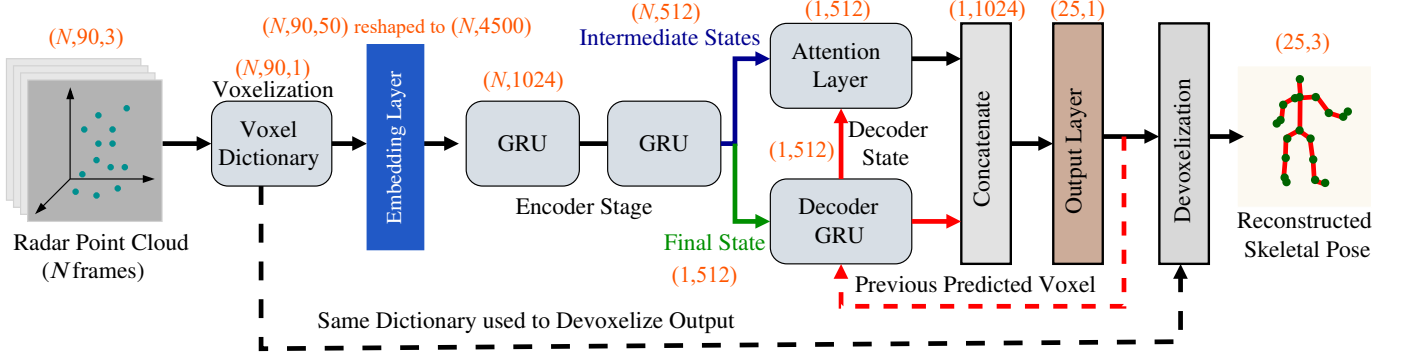 (N,90,3)
Radar Point Cloud
(N frames)
(N,90,1)
Voxelization
Voxel
Dictionary
(N,90,50) reshaped to (N,4500)
Embedding Layer
(N,1024)
GRU
GRU
Encoder Stage
(N,512)
Intermediate States
Final State
(1,512)
(1,512)
Attention
Layer
Decoder
State
(1,512)
Decoder
GRU
(1,1024)
Concatenate
(25,1)
Output Layer
Previous Predicted Voxel
Devoxelization
(25,3)
Reconstructed
Skeletal Pose
Same Dictionary used to Devoxelize Output